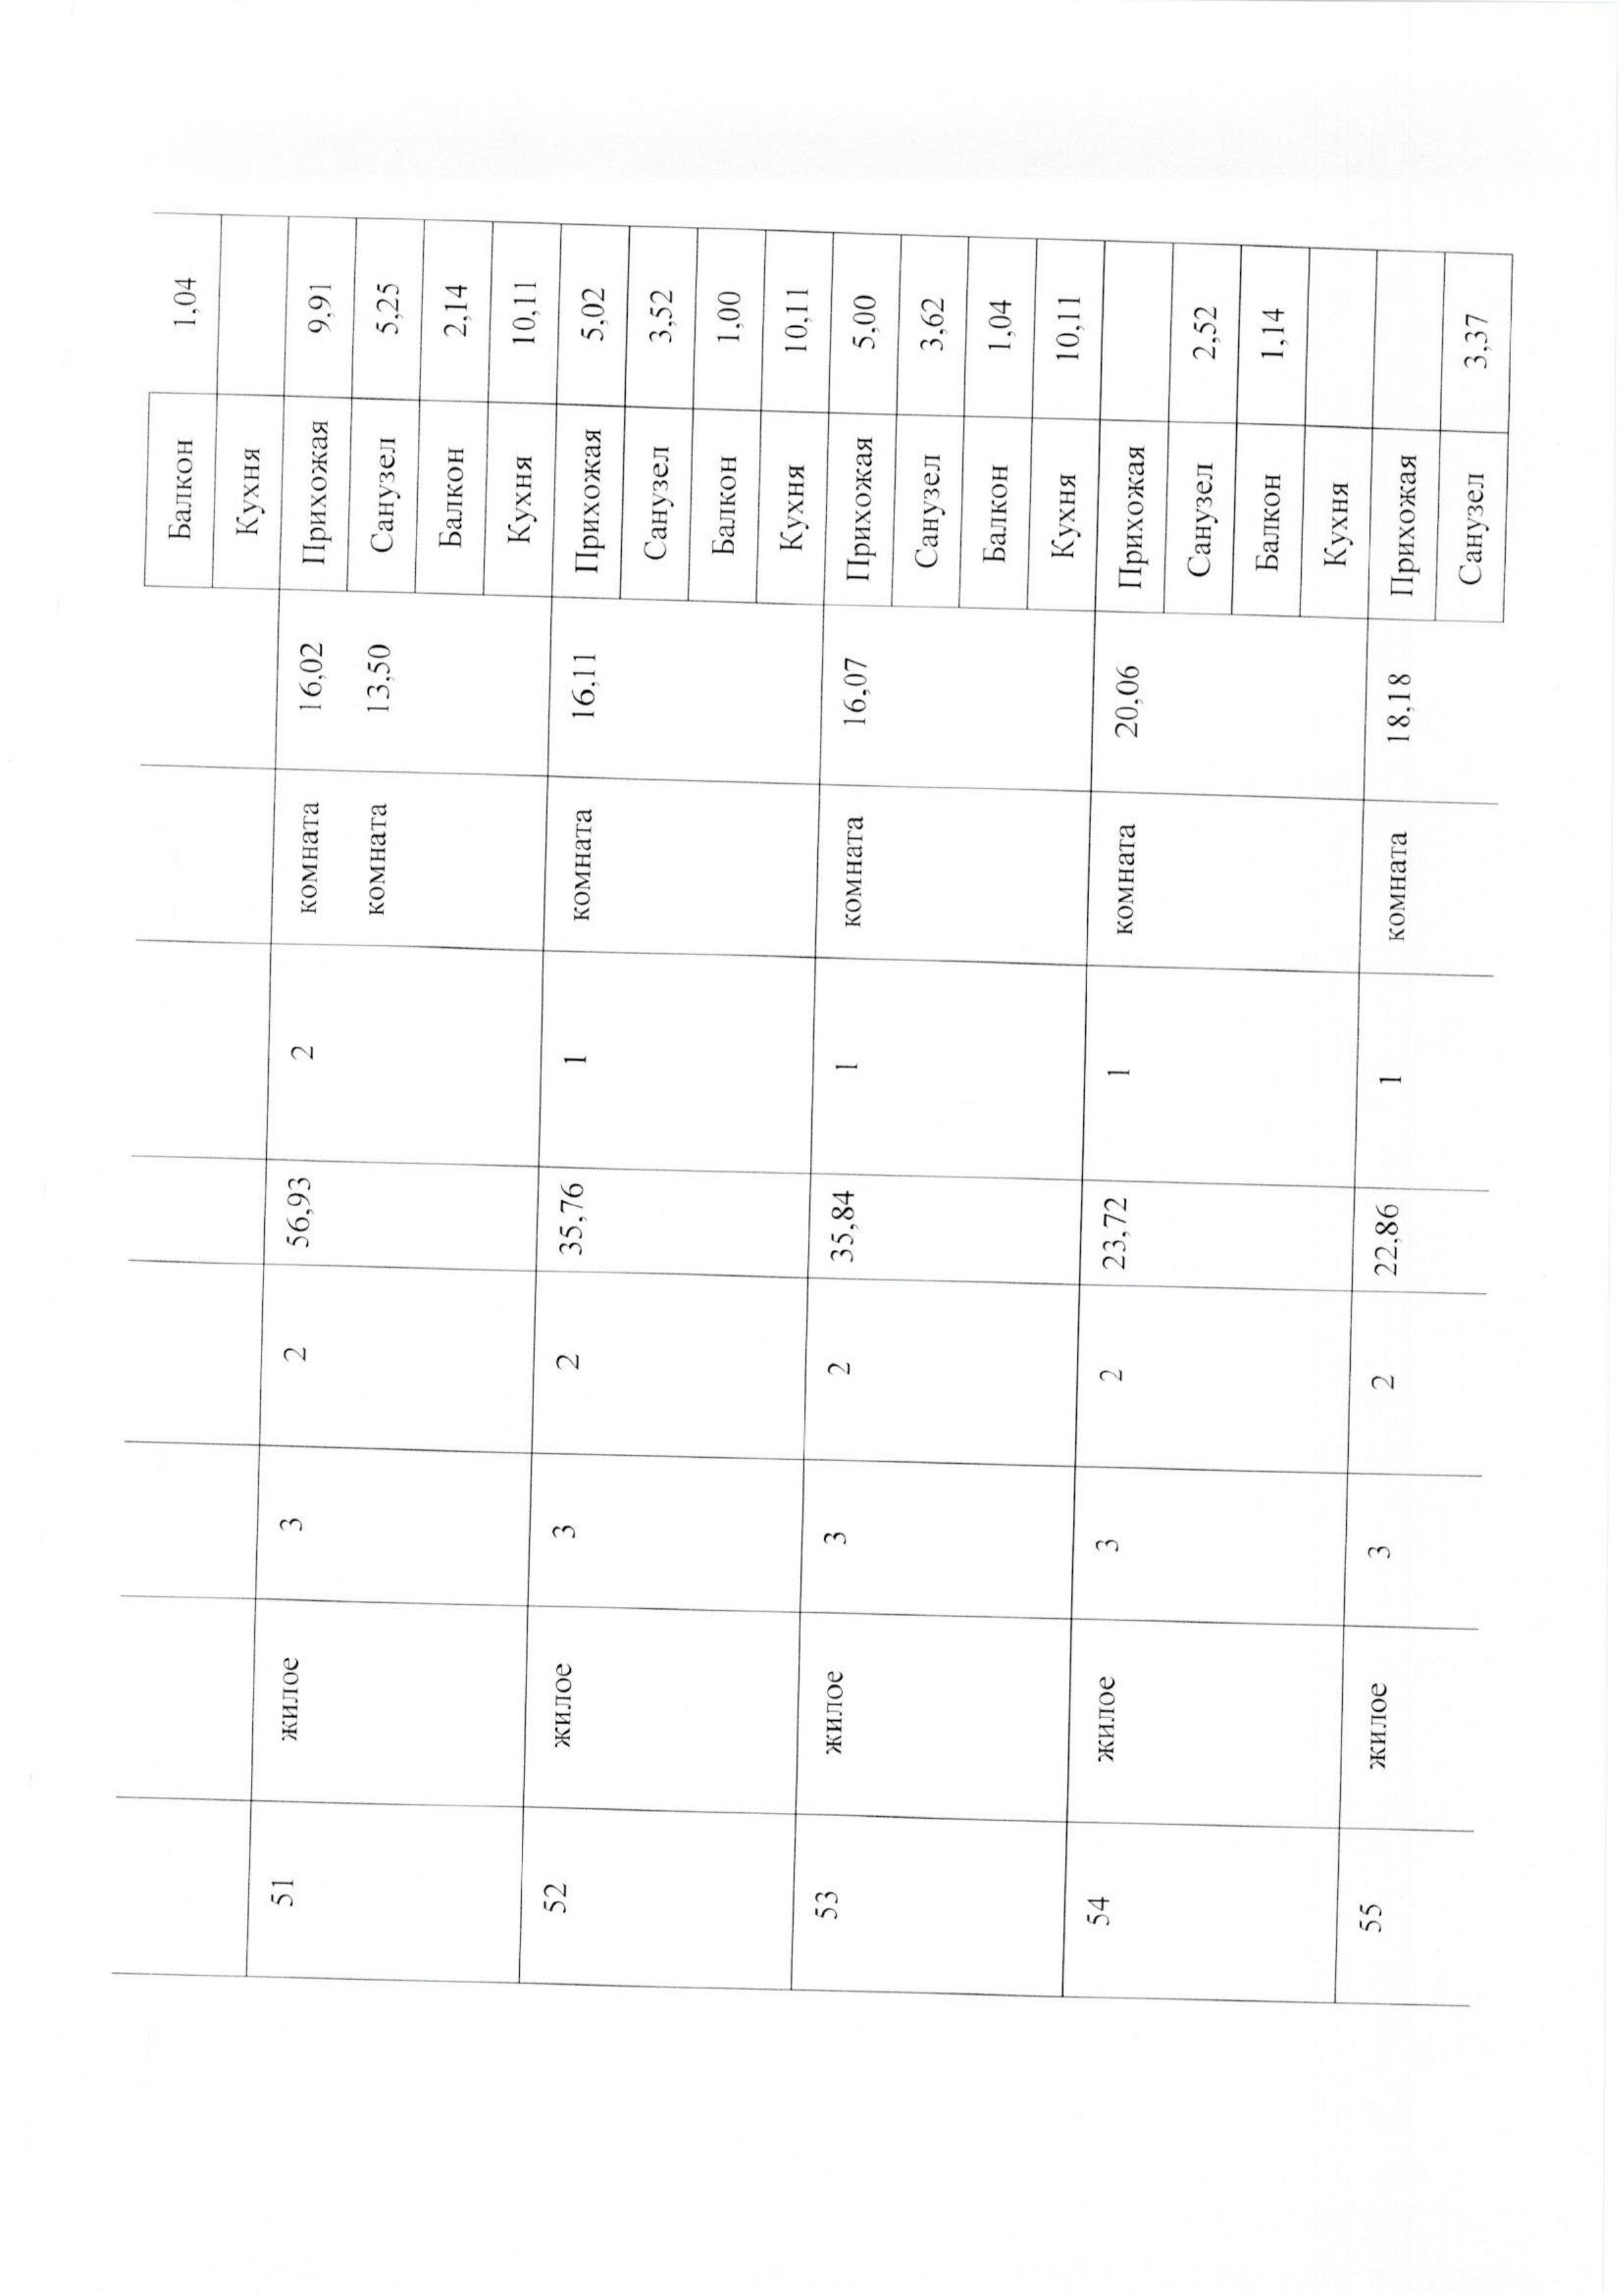 Балкон 1,04
Кухня
51 жилое 3 2 56,93 2 комната 16,02 Прихожая 9,91
комната 13,50 Санузел 5,25
Балкон 2,14
Кухня 10,11
52 жилое 3 2 35,76 1 комната 16,11 Прихожая 5,02
Санузел 3,52
Балкон 1,00
Кухня 10,11
53 жилое 3 2 35,84 1 комната 16,07 Прихожая 5,00
Санузел 3,62
Балкон 1,04
Кухня 10,11
54 жилое 3 2 23,72 1 комната 20,06 Прихожая
Санузел 2,52
Балкон 1,14
Кухня
55 жилое 3 2 22,86 1 комната 18,18 Прихожая
Санузел 3,37